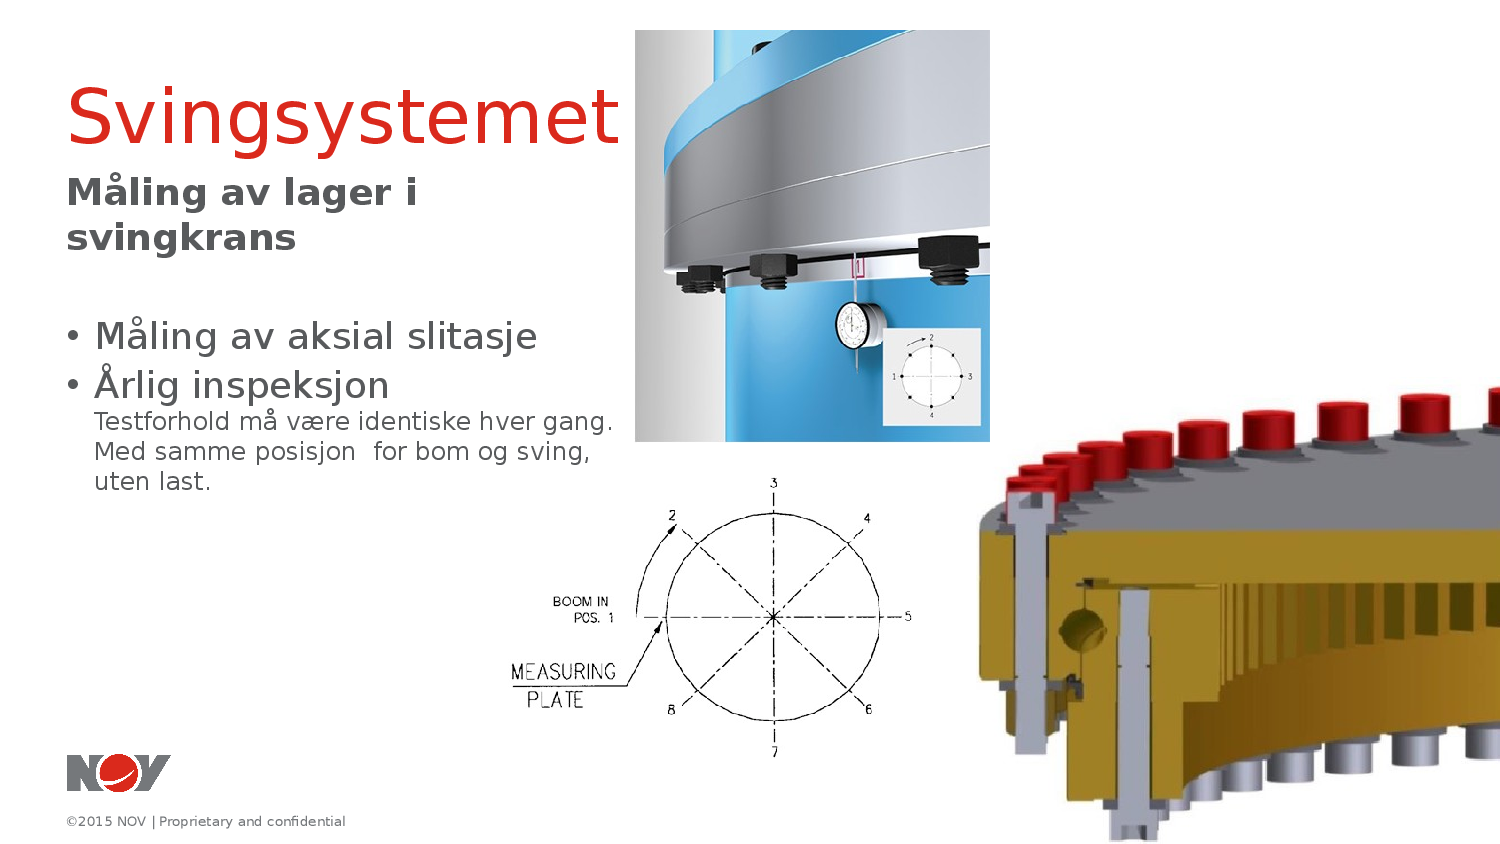 Svingsystemet
Måling av lager i
svingkrans
• Måling av aksial slitasje
• Årlig inspeksjon
Testforhold må være identiske hver gang.
Med samme posisjon  for bom og sving,
uten last.
1
2
1
3
4
3
2
4
BOOM IN
POS. 1
5
MEASURING
PLATE
8
6
7
NOV
©2015 NOV | Proprietary and confidential